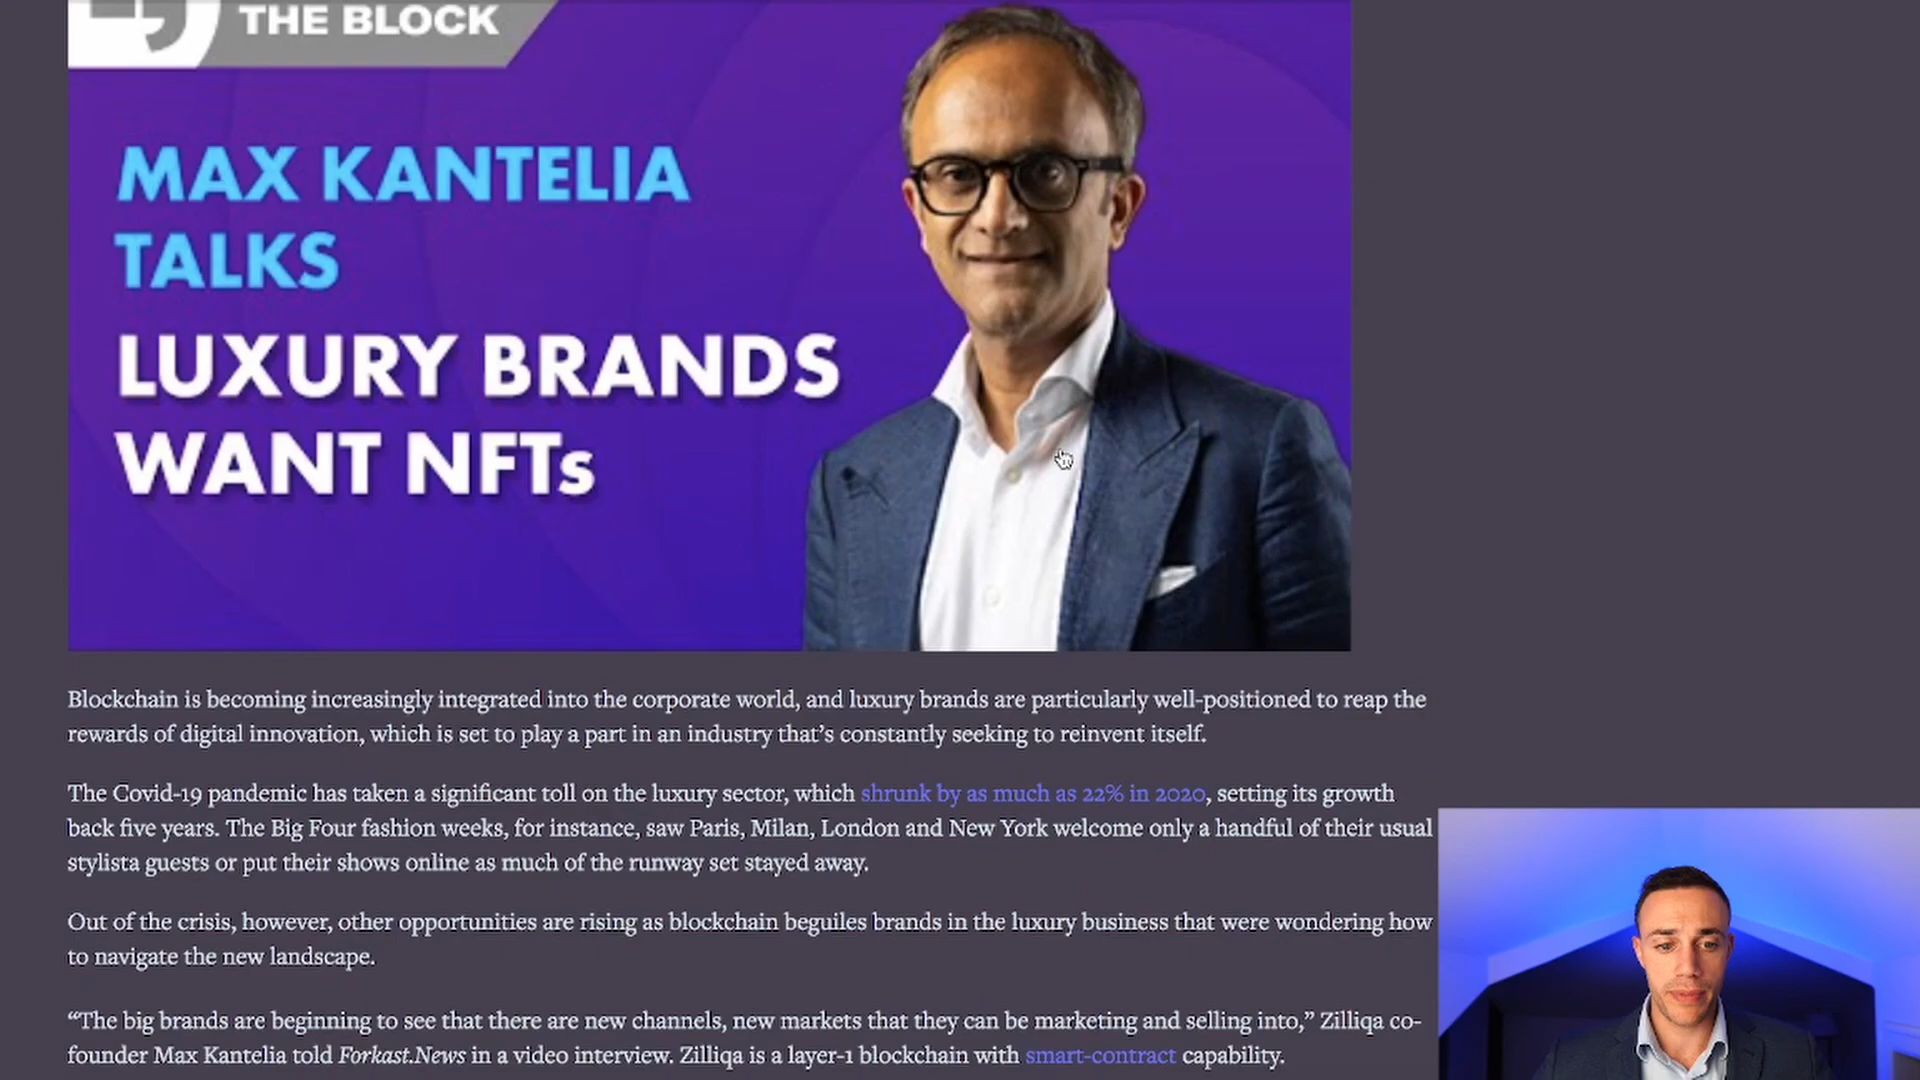 THE BLOCK
MAX KANTELIA
TALKS
LUXURY BRANDS
WANT NFTs
Blockchain is becoming increasingly integrated into the corporate world, and luxury brands are particularly well-positioned to reap the
rewards of digital innovation, which is set to play a part in an industry that’s constantly seeking to reinvent itself.
The Covid-19 pandemic has taken a significant toll on the luxury sector, which shrunk by as much as 22% in 2020, setting its growth
back five years. The Big Four fashion weeks, for instance, saw Paris, Milan, London and New York welcome only a handful of their usual
stylista guests or put their shows online as much of the runway set stayed away.
Out of the crisis, however, other opportunities are rising as blockchain beguiles brands in the luxury business that were wondering how
to navigate the new landscape.
“The big brands are beginning to see that there are new channels, new markets that they can be marketing and selling into,” Zilliqa co-
founder Max Kantelia told Forkast.News in a video interview. Zilliqa is a layer-1 blockchain with smart-contract capability.